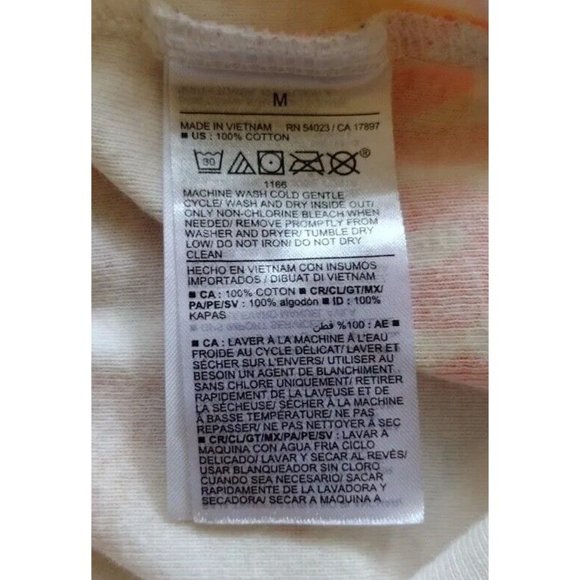 M
MADE IN VIETNAM RN 54023 / CA 17897
■ US : 100% COTTON
30
®
1166
MACHINE WASH COLD GENTLE
CYCLE/ WASH AND DRY INSIDE OUT/
ONLY NON-CHLORINE BLEACH WHEN
NEEDED/ REMOVE PROMPTLY FROM
WASHER AND DRYER/ TUMBLE DRY
LOW/ DO NOT IRON/ DO NOT DRY
CLEAN
HECHO EN VIETNAM CON INSUMOS
IMPORTADOS / DIBUAT DI VIETNAM
■ CA : 100% COTON ■ CR/CL/GT/MX/
PA/PE/SV : 100% algodón ■ ID : 100%
KAPAS
■ AE : 100% قطن
■ CA : LAVER À LA MACHINE À L'EAU
FROIDE AU CYCLE DÉLICAT/ LAVER ET
SÉCHER SUR L'ENVERS/ UTILISER AU
BESOIN UN AGENT DE BLANCHIMENT
SANS CHLORE UNIQUEMENT/ RETIRER
RAPIDEMENT DE LA LAVEUSE ET DE
LA SÉCHEUSE/ SÉCHER À LA MACHINE
À BASSE TEMPÉRATURE/ NE PAS
REPASSER/ NE PAS NETTOYER À SEC
■ CR/CL/GT/MX/PA/PE/SV : LAVAR A
MAQUINA CON AGUA FRIA CICLO
DELICADO/ LAVAR Y SECAR AL REVÉS/
USAR BLANQUEADOR SIN CLORO
CUANDO SEA NECESARIO/ SACAR
RAPIDAMENTE DE LA LAVADORA Y
SECADORA/ SECAR A MAQUINA A